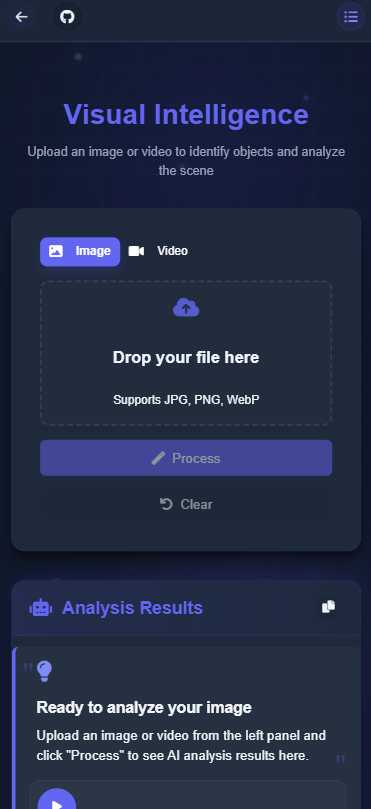 Visual Intelligence
Upload an image or video to identify objects and analyze
the scene
Image
Video
Drop your file here
Supports JPG, PNG, WebP
Process
Clear
Analysis Results
"
Ready to analyze your image
Upload an image or video from the left panel and
click "Process" to see AI analysis results here.
"